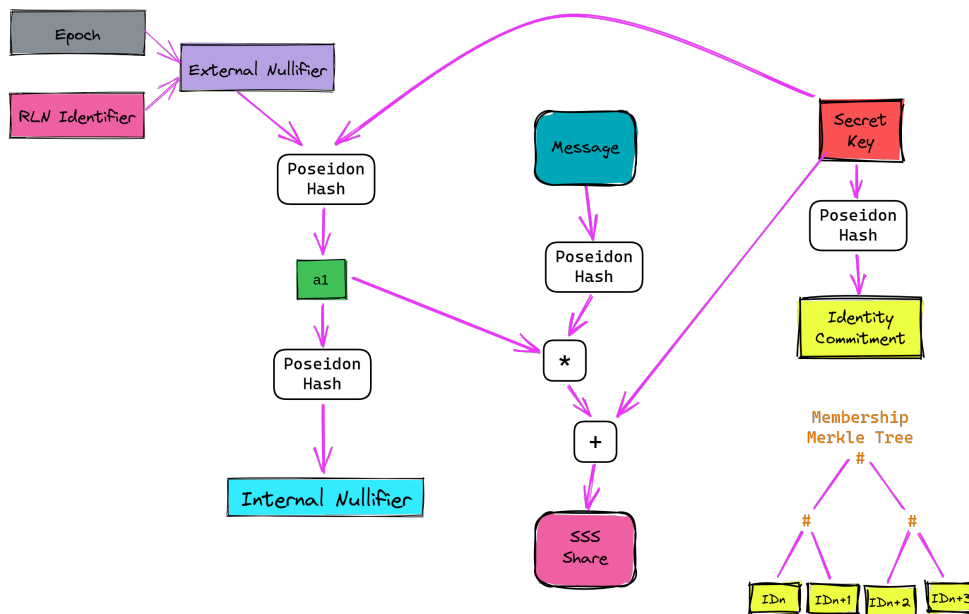 Epoch
External Nullifier
RLN Identifier
Poseidon
Hash
a1
Poseidon
Hash
Internal Nullifier
Message
Poseidon
Hash
*
+
SSS
Share
Secret
Key
Poseidon
Hash
Identity
Commitment
Membership
Merkle Tree
#
# #
IDn IDn+1 IDn+2 IDn+3